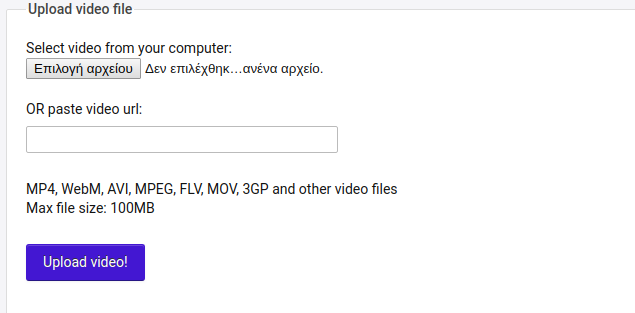 Upload video file
Select video from your computer:
Επιλογή αρχείου Δεν επιλέχθηκ…ανένα αρχείο.
OR paste video url:
MP4, WebM, AVI, MPEG, FLV, MOV, 3GP and other video files
Max file size: 100MB
Upload video!